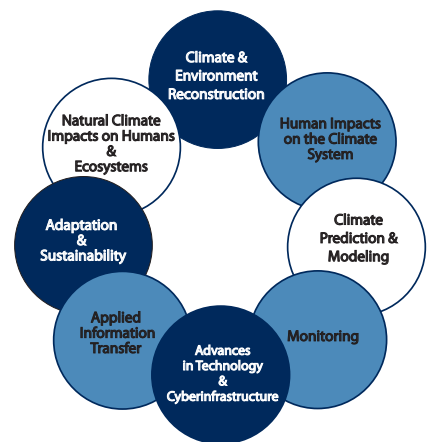 Climate &
Environment
Reconstruction
Human Impacts
on the Climate
System
Climate
Prediction &
Modeling
Monitoring
Advances
in Technology
&
Cyberinfrastructure
Applied
Information
Transfer
Adaptation
&
Sustainability
Natural Climate
Impacts on Humans
&
Ecosystems